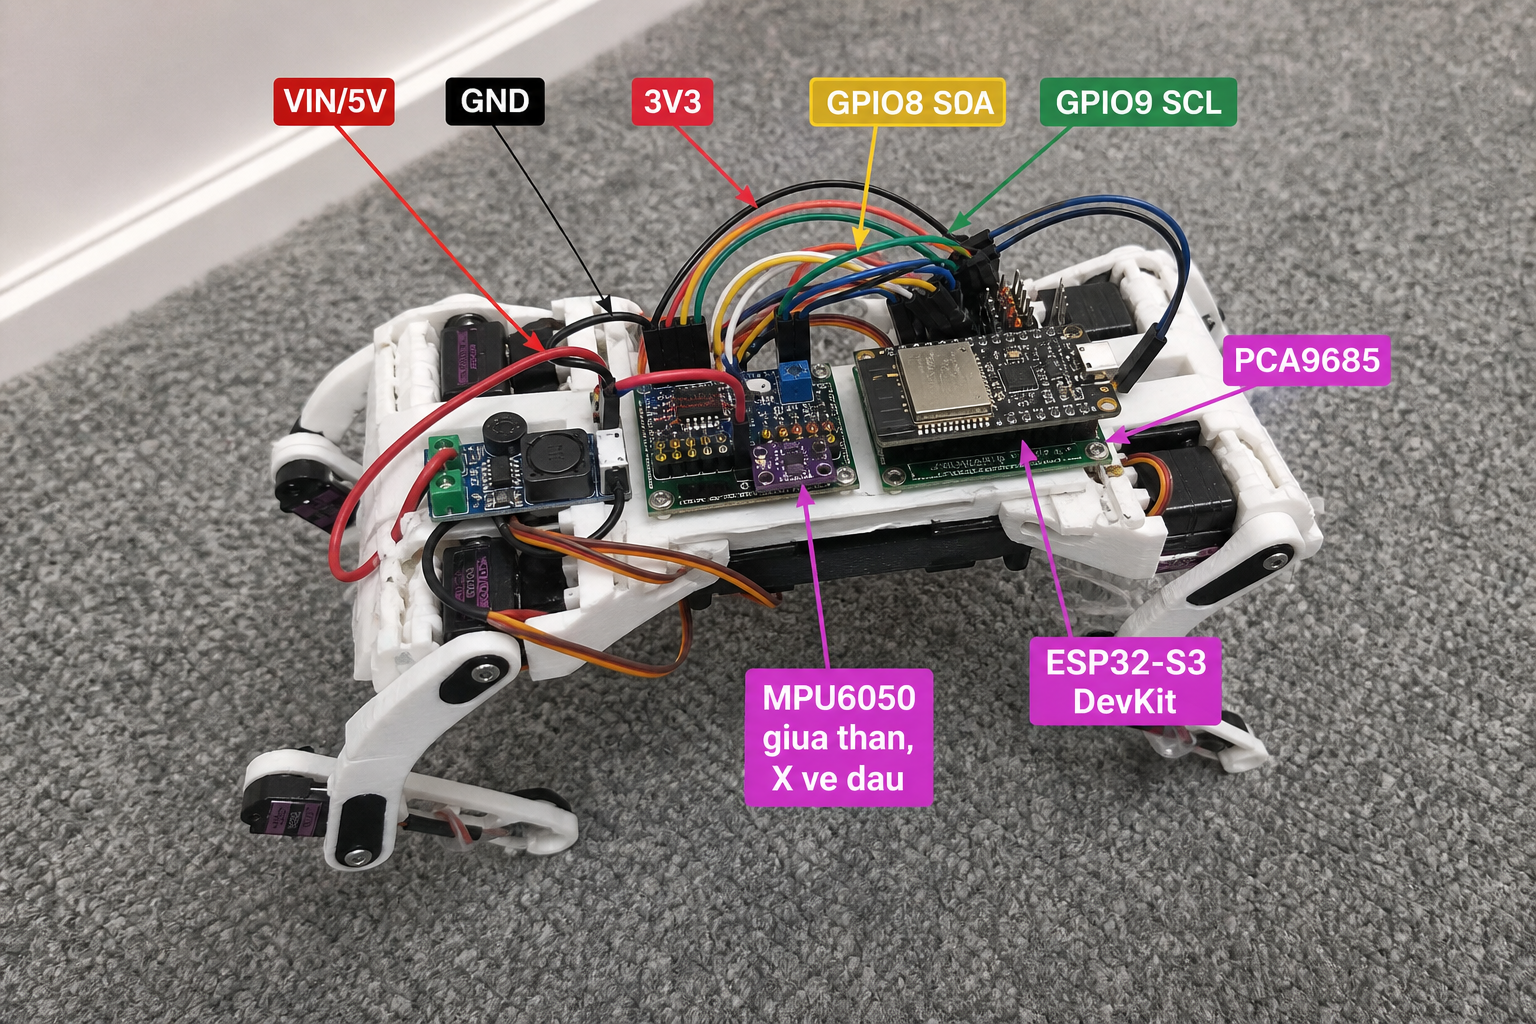 VIN/5V
GND
3V3
GPIO8 SDA
GPIO9 SCL
PCA9685
ESP32-S3
DevKit
MPU6050
giua than,
X ve dau